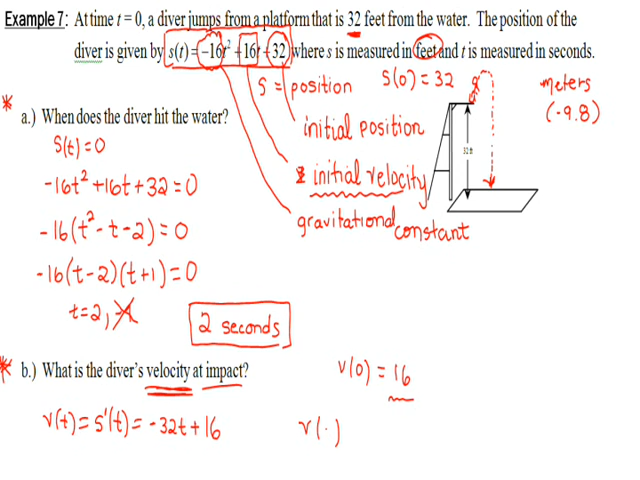 Example 7: At time t = 0, a diver jumps from a platform that is 32 feet from the water. The position of the
diver is given by s(t) = -16t² + 16t + 32 where s is measured in feet and t is measured in seconds.
s = position
s(0) = 32
meters
(-9.8)
a.) When does the diver hit the water?
initial position
32 ft
s(t) = 0
-16t² + 16t + 32 = 0
initial velocity
-16(t² - t - 2) = 0
gravitational constant
-16(t-2)(t+1) = 0
t = 2, -1
2 seconds
b.) What is the diver's velocity at impact?
v(0) = 16
v(t) = s'(t) = -32t + 16
v(·)